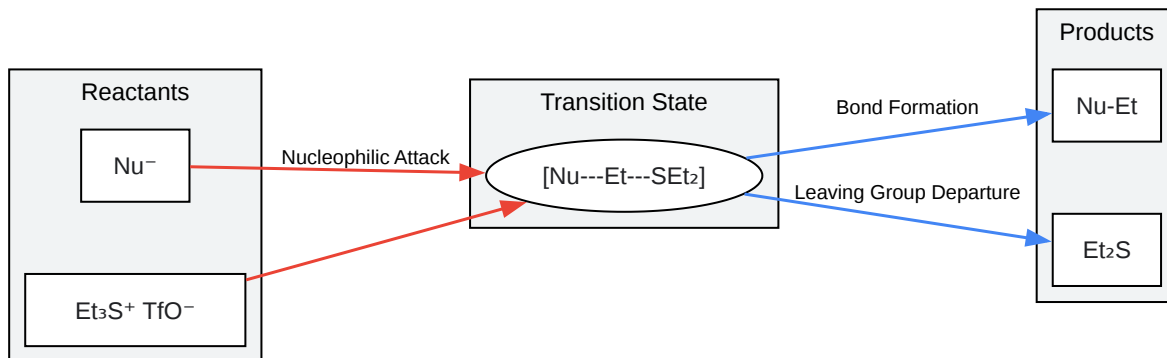 Reactants
Nu⁻
Et₃S⁺ TfO⁻
Nucleophilic Attack
Transition State
[Nu---Et---SEt₂]
Bond Formation
Leaving Group Departure
Products
Nu-Et
Et₂S